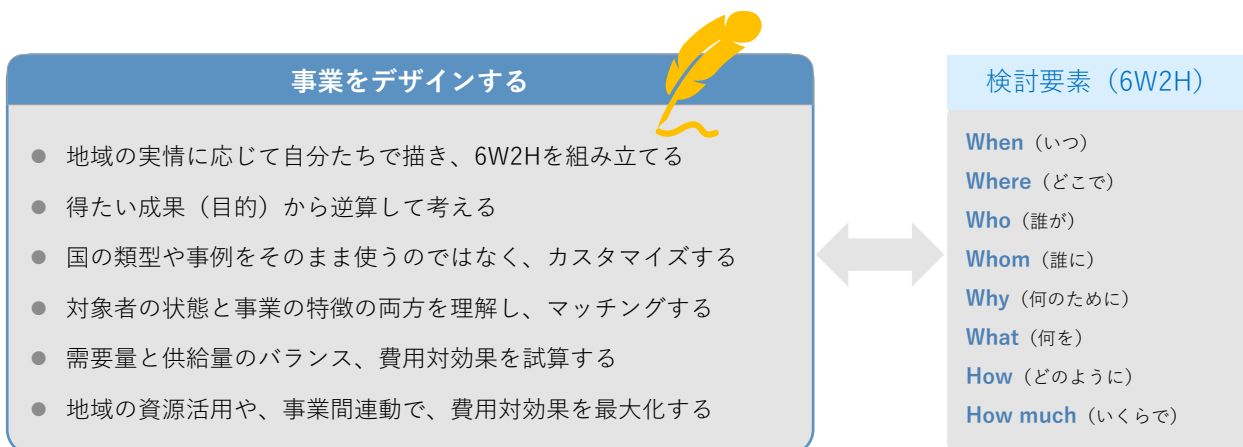 事業をデザインする
● 地域の実情に応じて自分たちで描き、6W2Hを組み立てる
● 得たい成果（目的）から逆算して考える
● 国の類型や事例をそのまま使うのではなく、カスタマイズする
● 対象者の状態と事業の特徴の両方を理解し、マッチングする
● 需要量と供給量のバランス、費用対効果を試算する
● 地域の資源活用や、事業間連動で、費用対効果を最大化する
検討要素（6W2H）
When（いつ）
Where（どこで）
Who（誰が）
Whom（誰に）
Why（何のために）
What（何を）
How（どのように）
How much（いくらで）